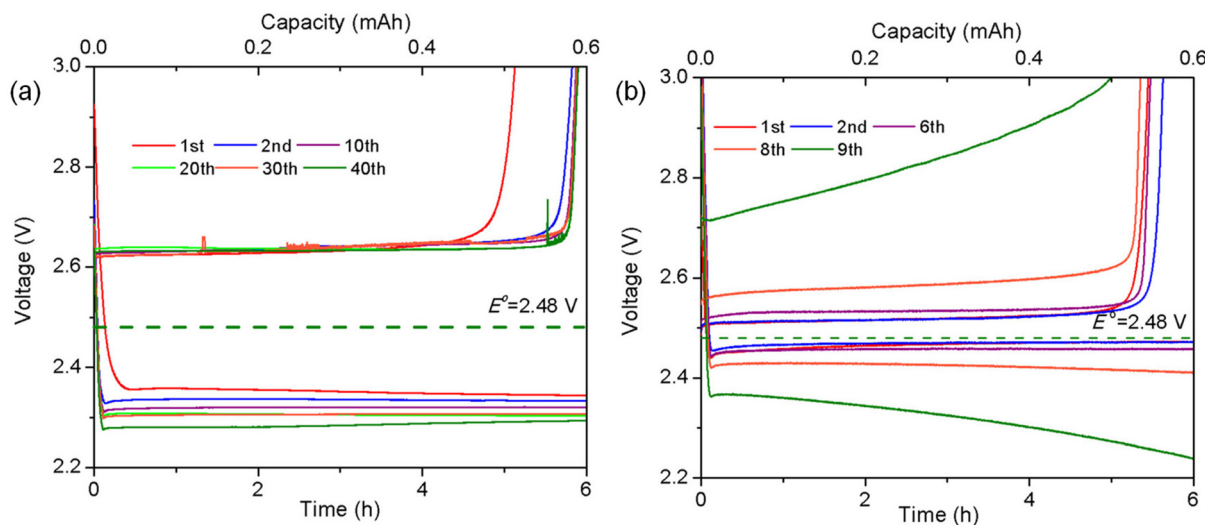 (a)
Capacity (mAh)
0.0 0.2 0.4 0.6
3.0
2.8
2.6
2.4
2.2
Voltage (V)
1st 2nd 10th
20th 30th 40th
E°=2.48 V
0 2 4 6
Time (h)
(b)
Capacity (mAh)
0.0 0.2 0.4 0.6
3.0
2.8
2.6
2.4
2.2
Voltage (V)
1st 2nd 6th
8th 9th
E°=2.48 V
0 2 4 6
Time (h)